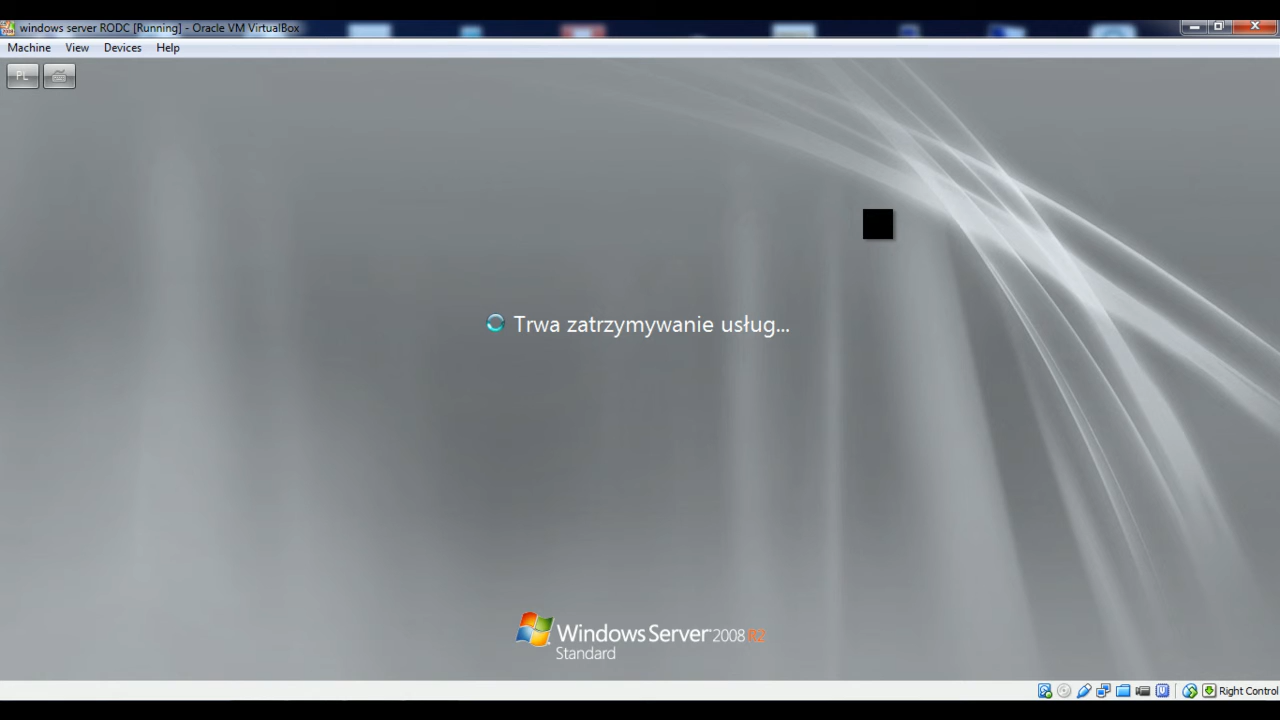 windows server RODC [Running] - Oracle VM VirtualBox
Machine View Devices Help
PL
Trwa zatrzymywanie usług...
Windows Server 2008 R2
Standard
Right Control